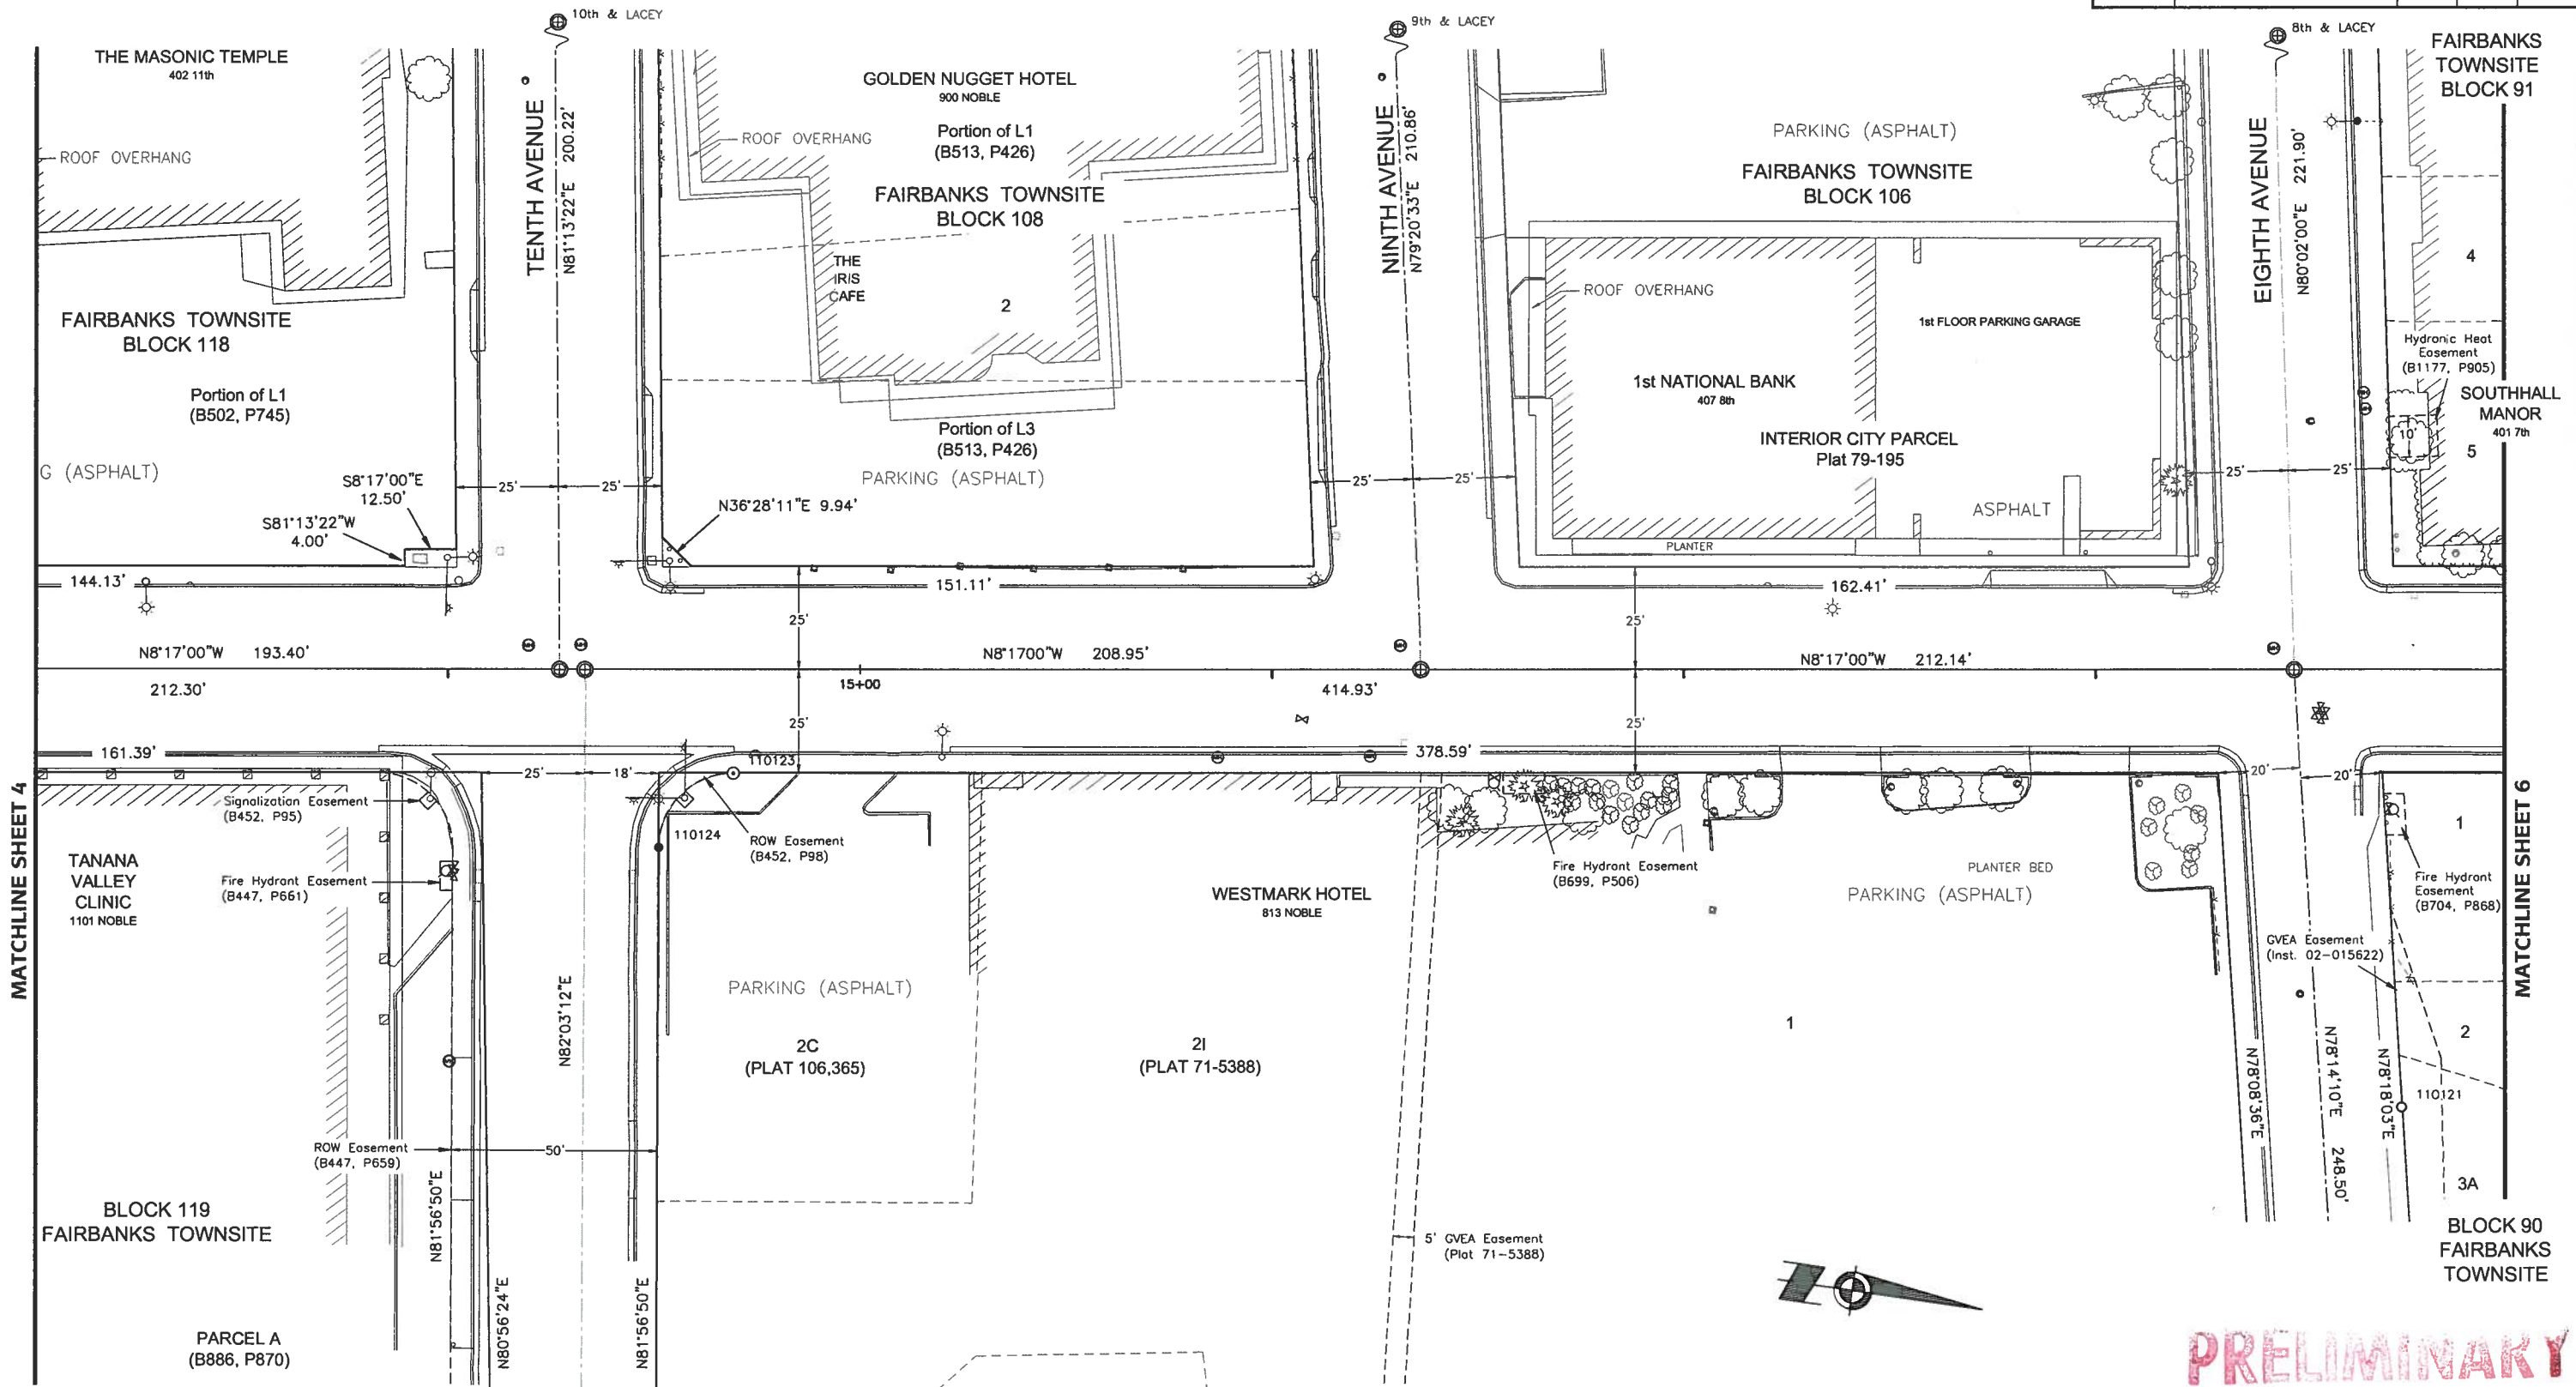 10th & LACEY
9th & LACEY
8th & LACEY
THE MASONIC TEMPLE
402 11th
ROOF OVERHANG
FAIRBANKS TOWNSITE
BLOCK 118
Portion of L1
(B502, P745)
G (ASPHALT)
S8°17'00"E
12.50'
S81°13'22"W
4.00'
144.13'
TENTH AVENUE
N81°13'22"E 200.22'
25'
25'
GOLDEN NUGGET HOTEL
900 NOBLE
ROOF OVERHANG
Portion of L1
(B513, P426)
FAIRBANKS TOWNSITE
BLOCK 108
THE
IRIS
CAFE
2
Portion of L3
(B513, P426)
PARKING (ASPHALT)
N36°28'11"E 9.94'
151.11'
25'
NINTH AVENUE
N79°20'33"E 210.86'
25'
25'
PARKING (ASPHALT)
FAIRBANKS TOWNSITE
BLOCK 106
ROOF OVERHANG
1st FLOOR PARKING GARAGE
1st NATIONAL BANK
407 8th
INTERIOR CITY PARCEL
Plat 79-195
ASPHALT
PLANTER
162.41'
25'
EIGHTH AVENUE
N80°02'00"E 221.90'
25'
25'
FAIRBANKS
TOWNSITE
BLOCK 91
4
Hydronic Heat
Easement
(B1177, P905)
SOUTHHALL
MANOR
401 7th
10'
5
N8°17'00"W 193.40'
212.30'
N8°1700"W 208.95'
15+00
414.93'
N8°17'00"W 212.14'
25'
25'
MATCHLINE SHEET 4
161.39'
25'
18'
110123
110124
Signalization Easement
(B452, P95)
TANANA
VALLEY
CLINIC
1101 NOBLE
Fire Hydrant Easement
(B447, P661)
ROW Easement
(B452, P98)
ROW Easement
(B447, P659)
50'
N82°03'12"E
N81°56'50"E
N80°56'24"E
N81°56'50"E
BLOCK 119
FAIRBANKS TOWNSITE
PARCEL A
(B886, P870)
PARKING (ASPHALT)
2C
(PLAT 106,365)
378.59'
WESTMARK HOTEL
813 NOBLE
2I
(PLAT 71-5388)
Fire Hydrant Easement
(B699, P506)
5' GVEA Easement
(Plat 71-5388)
PLANTER BED
PARKING (ASPHALT)
1
20'
20'
1
Fire Hydrant
Easement
(B704, P868)
GVEA Easement
(Inst. 02-015622)
2
110121
3A
N78°08'36"E
N78°14'10"E 248.50'
N78°18'03"E
BLOCK 90
FAIRBANKS
TOWNSITE
MATCHLINE SHEET 6
PRELIMINARY